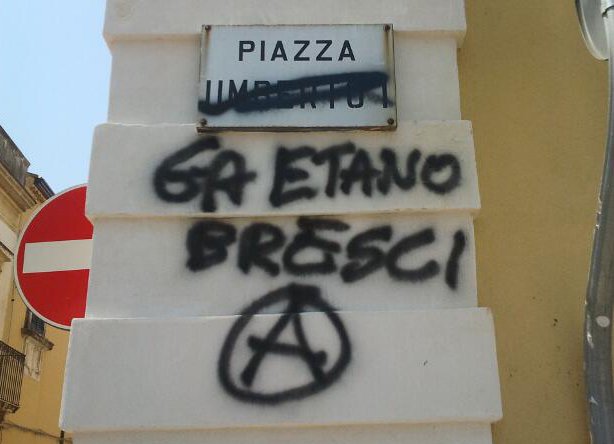 PIAZZA
UMBERTO I
GAETANO
BRESCI
A